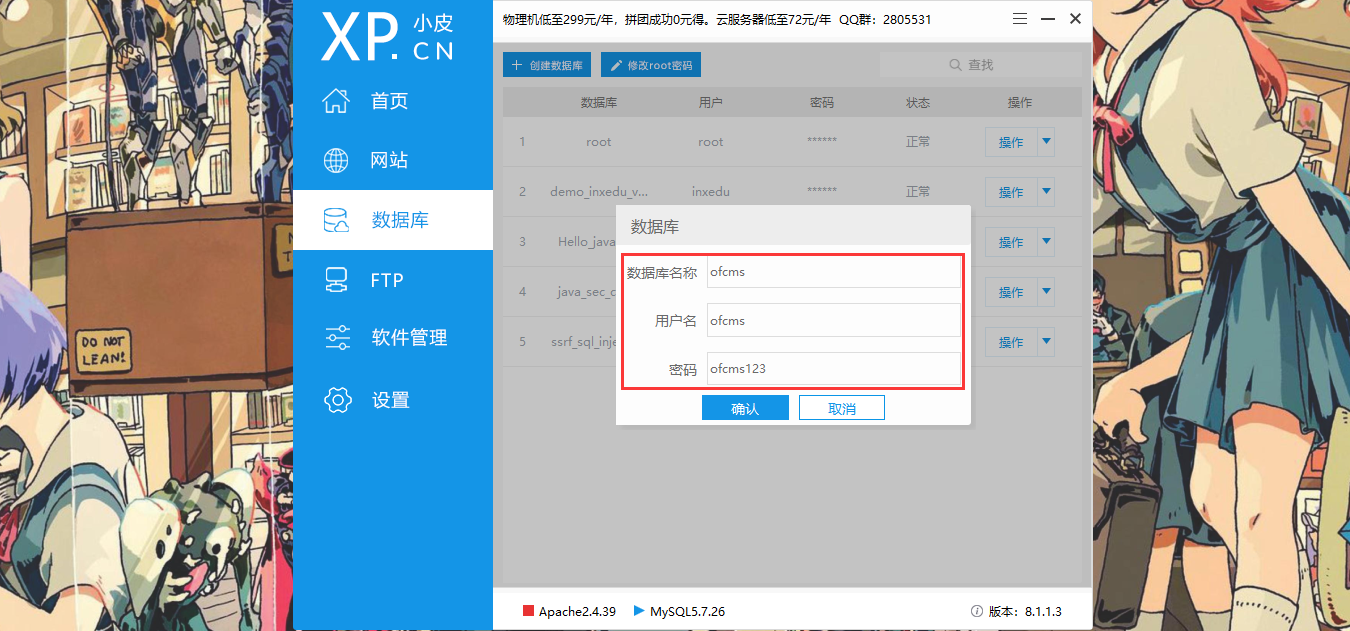 XP.CN 小皮
首页
网站
数据库
FTP
软件管理
设置
物理机低至299元/年，拼团成功0元得。云服务器低至72元/年 QQ群：2805531
+ 创建数据库 修改root密码 查找
数据库 用户 密码 状态 操作
1 root root ****** 正常 操作
2 demo_inxedu_v... inxedu ****** 正常 操作
3 Hello_java 操作
4 java_sec_c 操作
5 ssrf_sql_inje 操作
数据库
数据库名称 ofcms
用户名 ofcms
密码 ofcms123
确认 取消
Apache2.4.39 MySQL5.7.26 版本：8.1.1.3
DO NOT
LEAN!